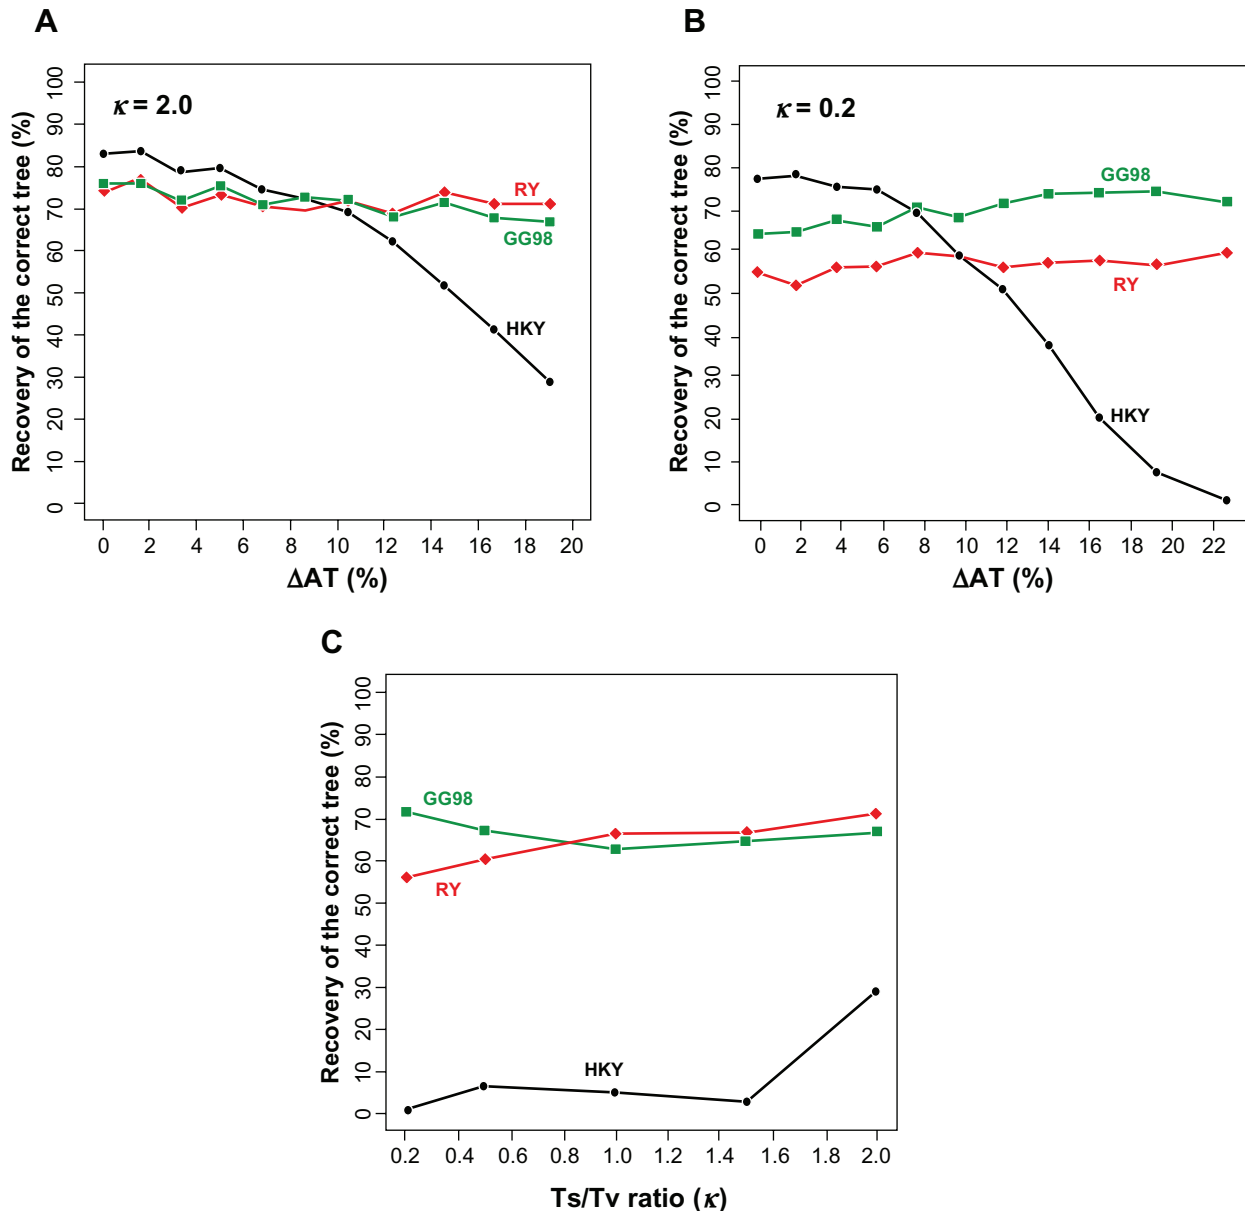 A
Recovery of the correct tree (%)
100
90
80
70
60
50
40
30
20
10
0
κ = 2.0
RY
GG98
HKY
0 2 4 6 8 10 12 14 16 18 20
ΔAT (%)
B
Recovery of the correct tree (%)
100
90
80
70
60
50
40
30
20
10
0
κ = 0.2
GG98
RY
HKY
0 2 4 6 8 10 12 14 16 18 20 22
ΔAT (%)
C
Recovery of the correct tree (%)
100
90
80
70
60
50
40
30
20
10
0
GG98
RY
HKY
0.2 0.4 0.6 0.8 1.0 1.2 1.4 1.6 1.8 2.0
Ts/Tv ratio (κ)